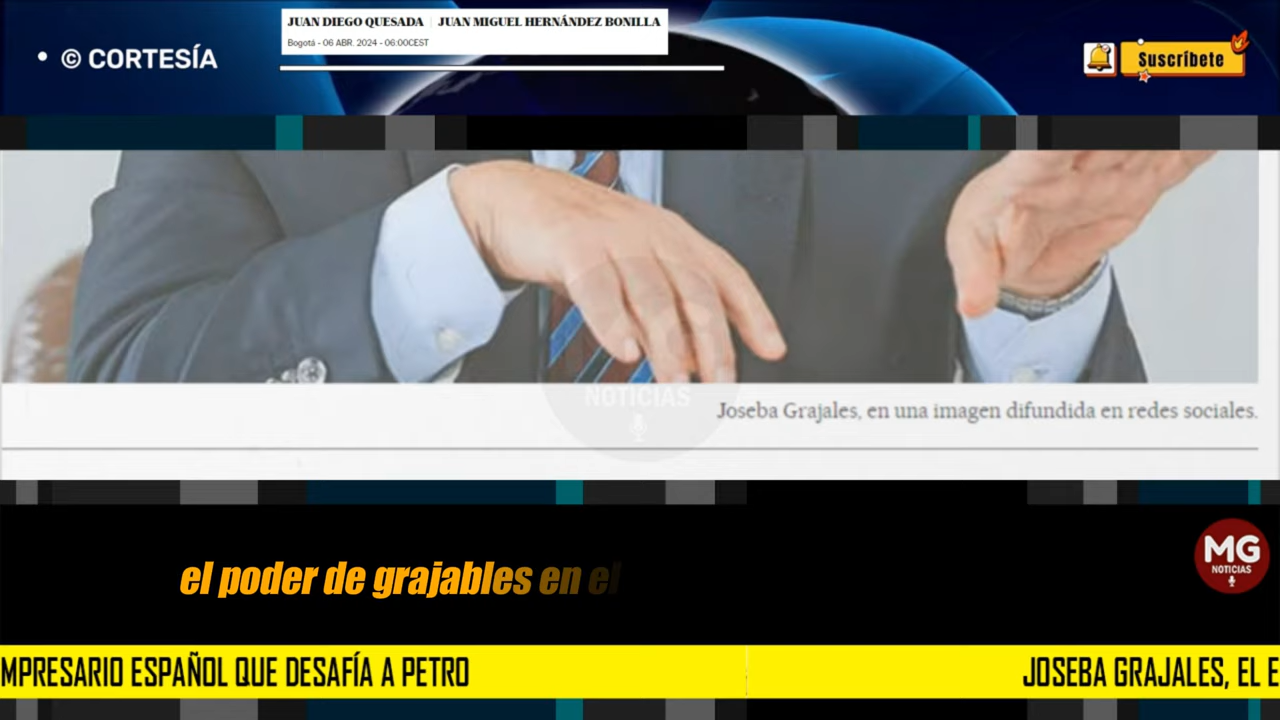 • © CORTESÍA
JUAN DIEGO QUESADA | JUAN MIGUEL HERNÁNDEZ BONILLA
Bogotá - 06 ABR. 2024 - 06:00CEST
Suscríbete
MG
NOTICIAS
Joseba Grajales, en una imagen difundida en redes sociales.
el poder de grajables en el
MG
NOTICIAS
MPRESARIO ESPAÑOL QUE DESAFÍA A PETRO
JOSEBA GRAJALES, EL E